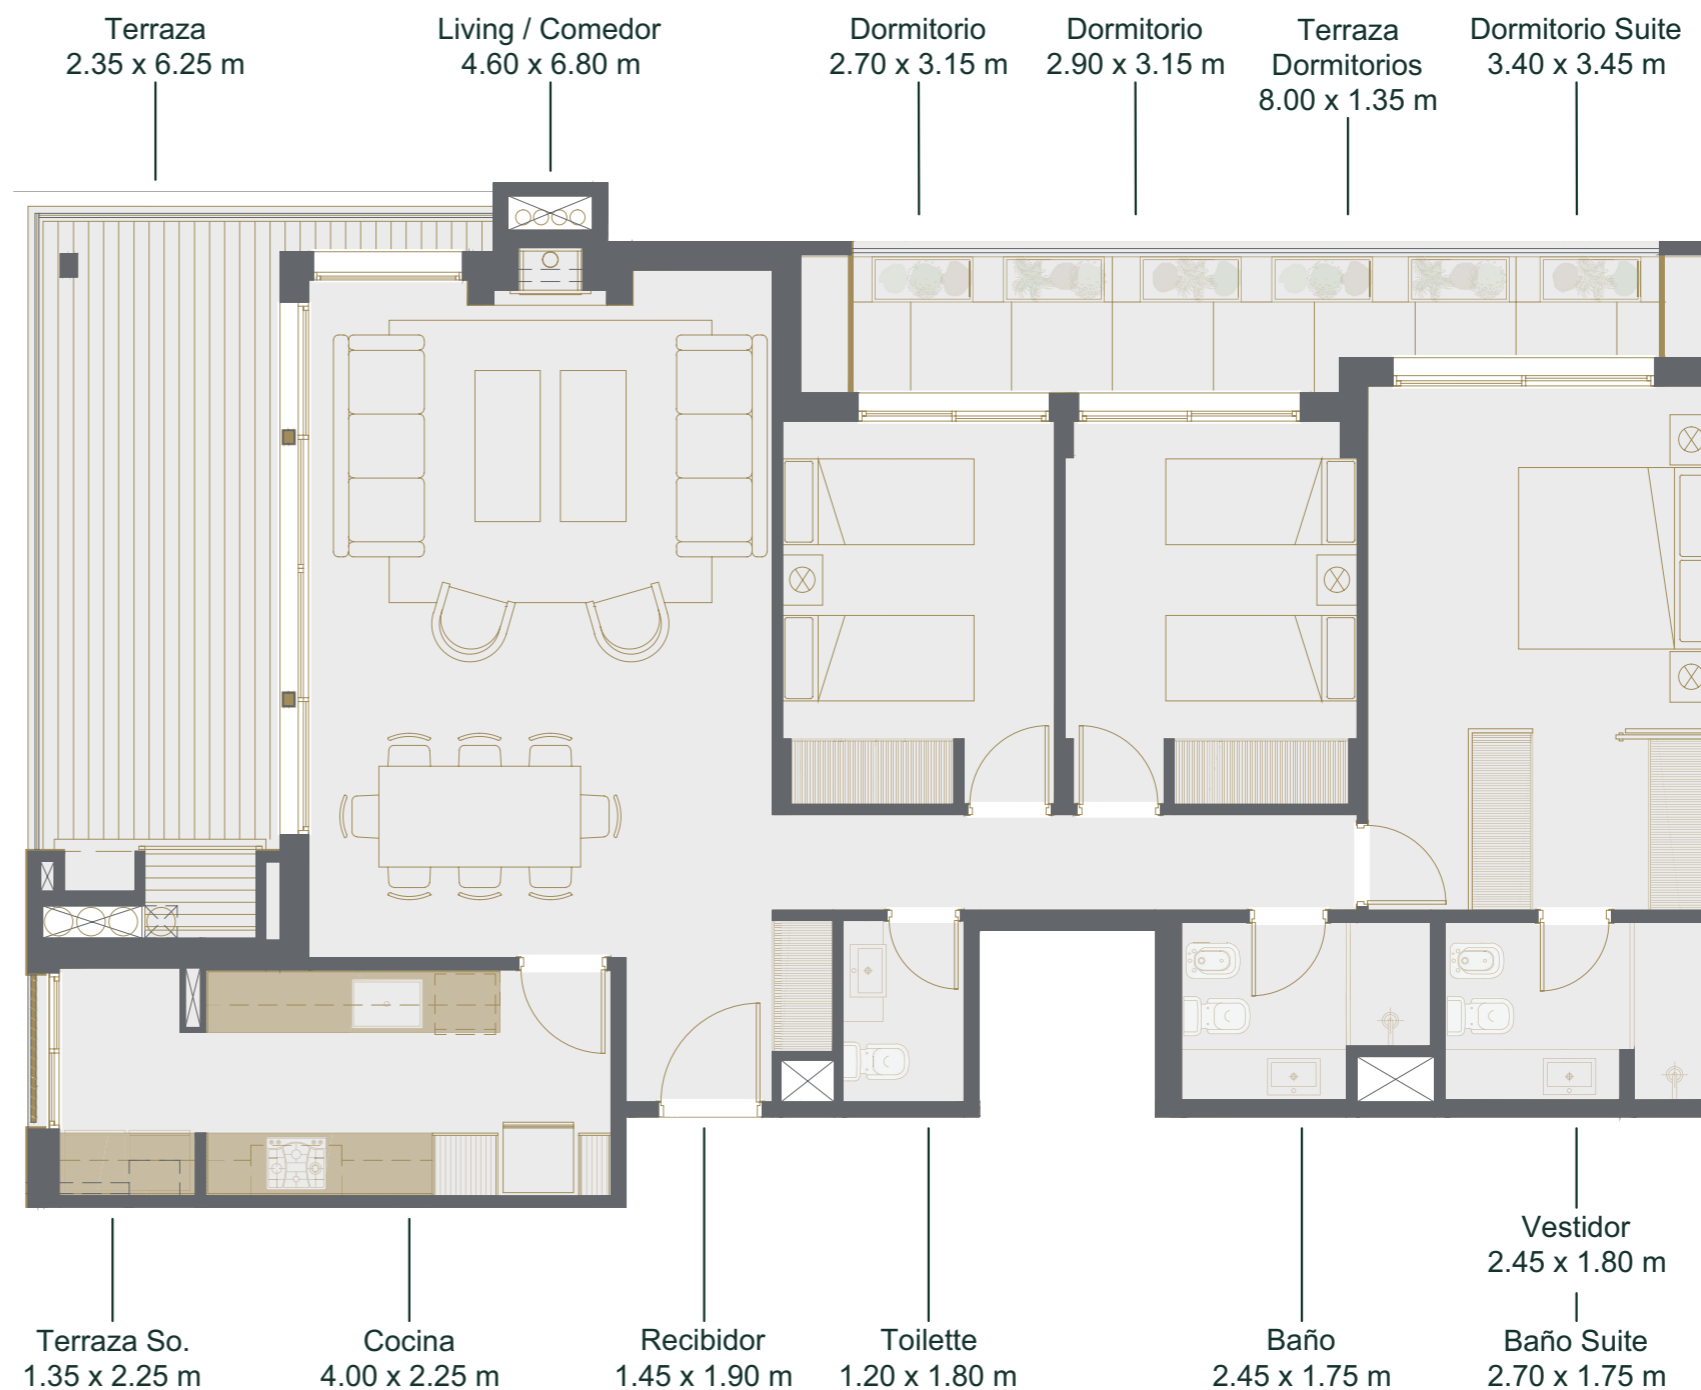 Terraza
2.35 x 6.25 m
Living / Comedor
4.60 x 6.80 m
Dormitorio
2.70 x 3.15 m
Dormitorio
2.90 x 3.15 m
Terraza
Dormitorios
8.00 x 1.35 m
Dormitorio Suite
3.40 x 3.45 m
Vestidor
2.45 x 1.80 m
Terraza So.
1.35 x 2.25 m
Cocina
4.00 x 2.25 m
Recibidor
1.45 x 1.90 m
Toilette
1.20 x 1.80 m
Baño
2.45 x 1.75 m
Baño Suite
2.70 x 1.75 m